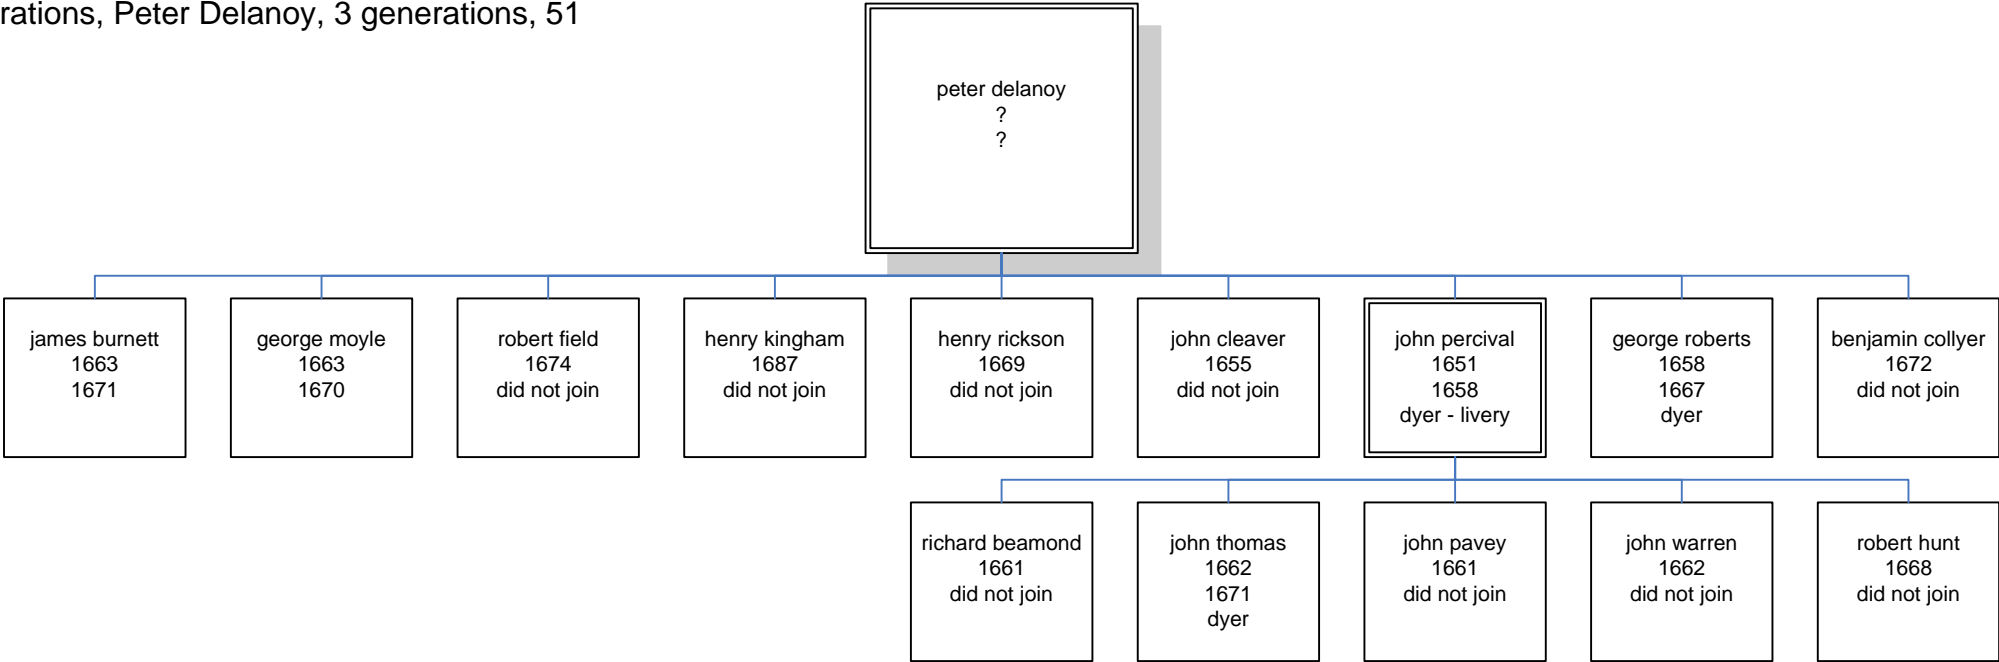 rations, Peter Delanoy, 3 generations, 51
peter delanoy
?
?
james burnett
1663
1671
george moyle
1663
1670
robert field
1674
did not join
henry kingham
1687
did not join
henry rickson
1669
did not join
john cleaver
1655
did not join
john percival
1651
1658
dyer - livery
george roberts
1658
1667
dyer
benjamin collyer
1672
did not join
richard beamond
1661
did not join
john thomas
1662
1671
dyer
john pavey
1661
did not join
john warren
1662
did not join
robert hunt
1668
did not join